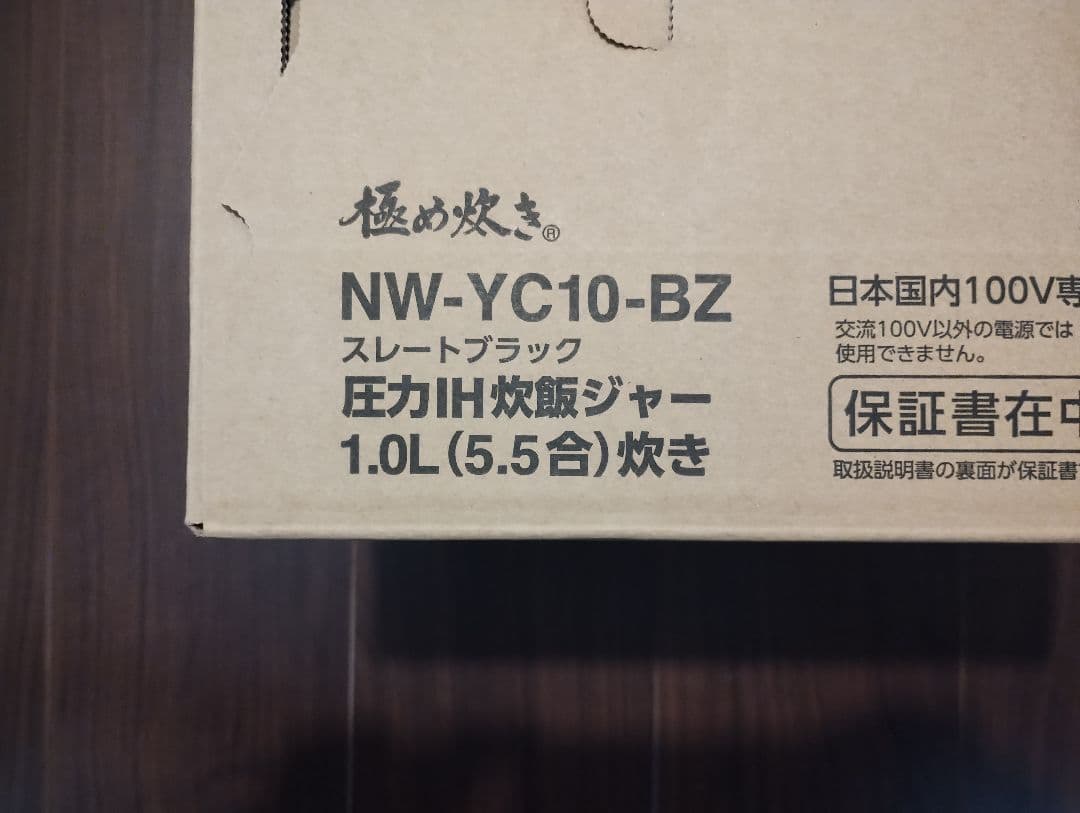 極め炊き®
NW-YC10-BZ
スレートブラック
圧力IH炊飯ジャー
1.0L(5.5合)炊き
日本国内100V専
交流100V以外の電源では
使用できません。
保証書在中
取扱説明書の裏面が保証書